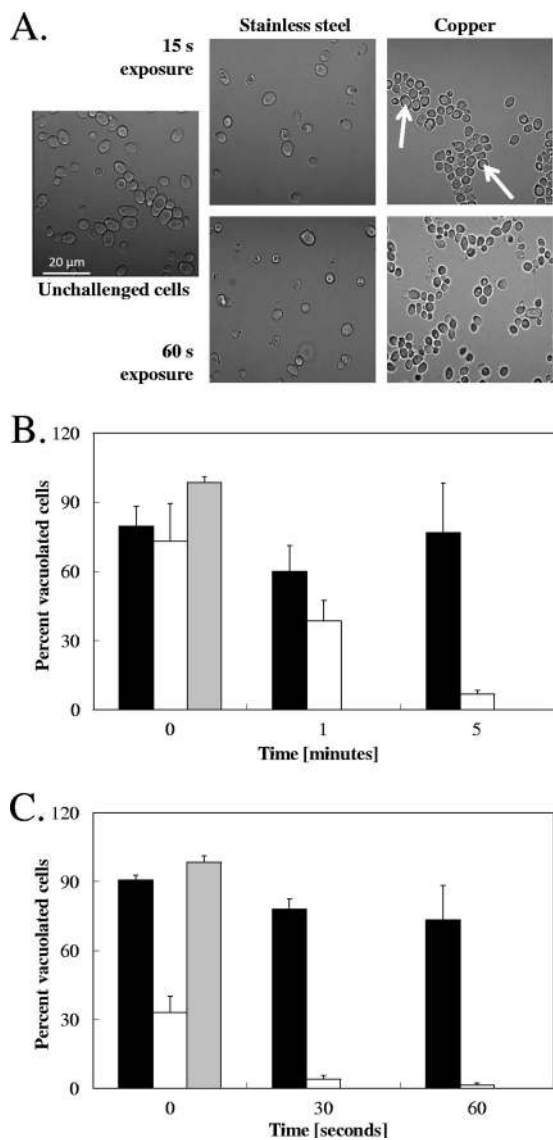 A.
Stainless steel
Copper
15 s
exposure
20 µm
Unchallenged cells
60 s
exposure
B.
120
90
60
30
0
Percent vacuolated cells
0
1
5
Time [minutes]
C.
120
90
60
30
0
Percent vacuolated cells
0
30
60
Time [seconds]